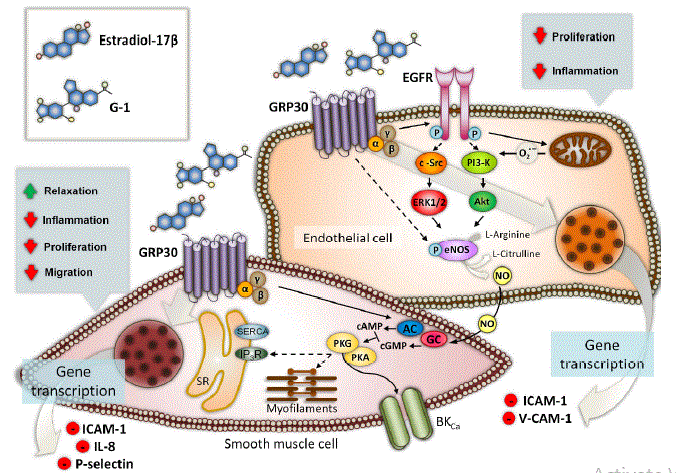 Estradiol-17β
G-1
GRP30
EGFR
Proliferation
Inflammation
γ
α
β
P
P
c -Src
PI3-K
O₂˙⁻
ERK1/2
Akt
Endothelial cell
P
eNOS
L-Arginine
L-Citrulline
NO
NO
Relaxation
Inflammation
Proliferation
Migration
GRP30
γ
α
β
cAMP
AC
GC
cGMP
PKG
PKA
SERCA
SR
Myofilaments
BKCa
Smooth muscle cell
Gene
transcription
ICAM-1
IL-8
P-selectin
Gene
transcription
ICAM-1
V-CAM-1